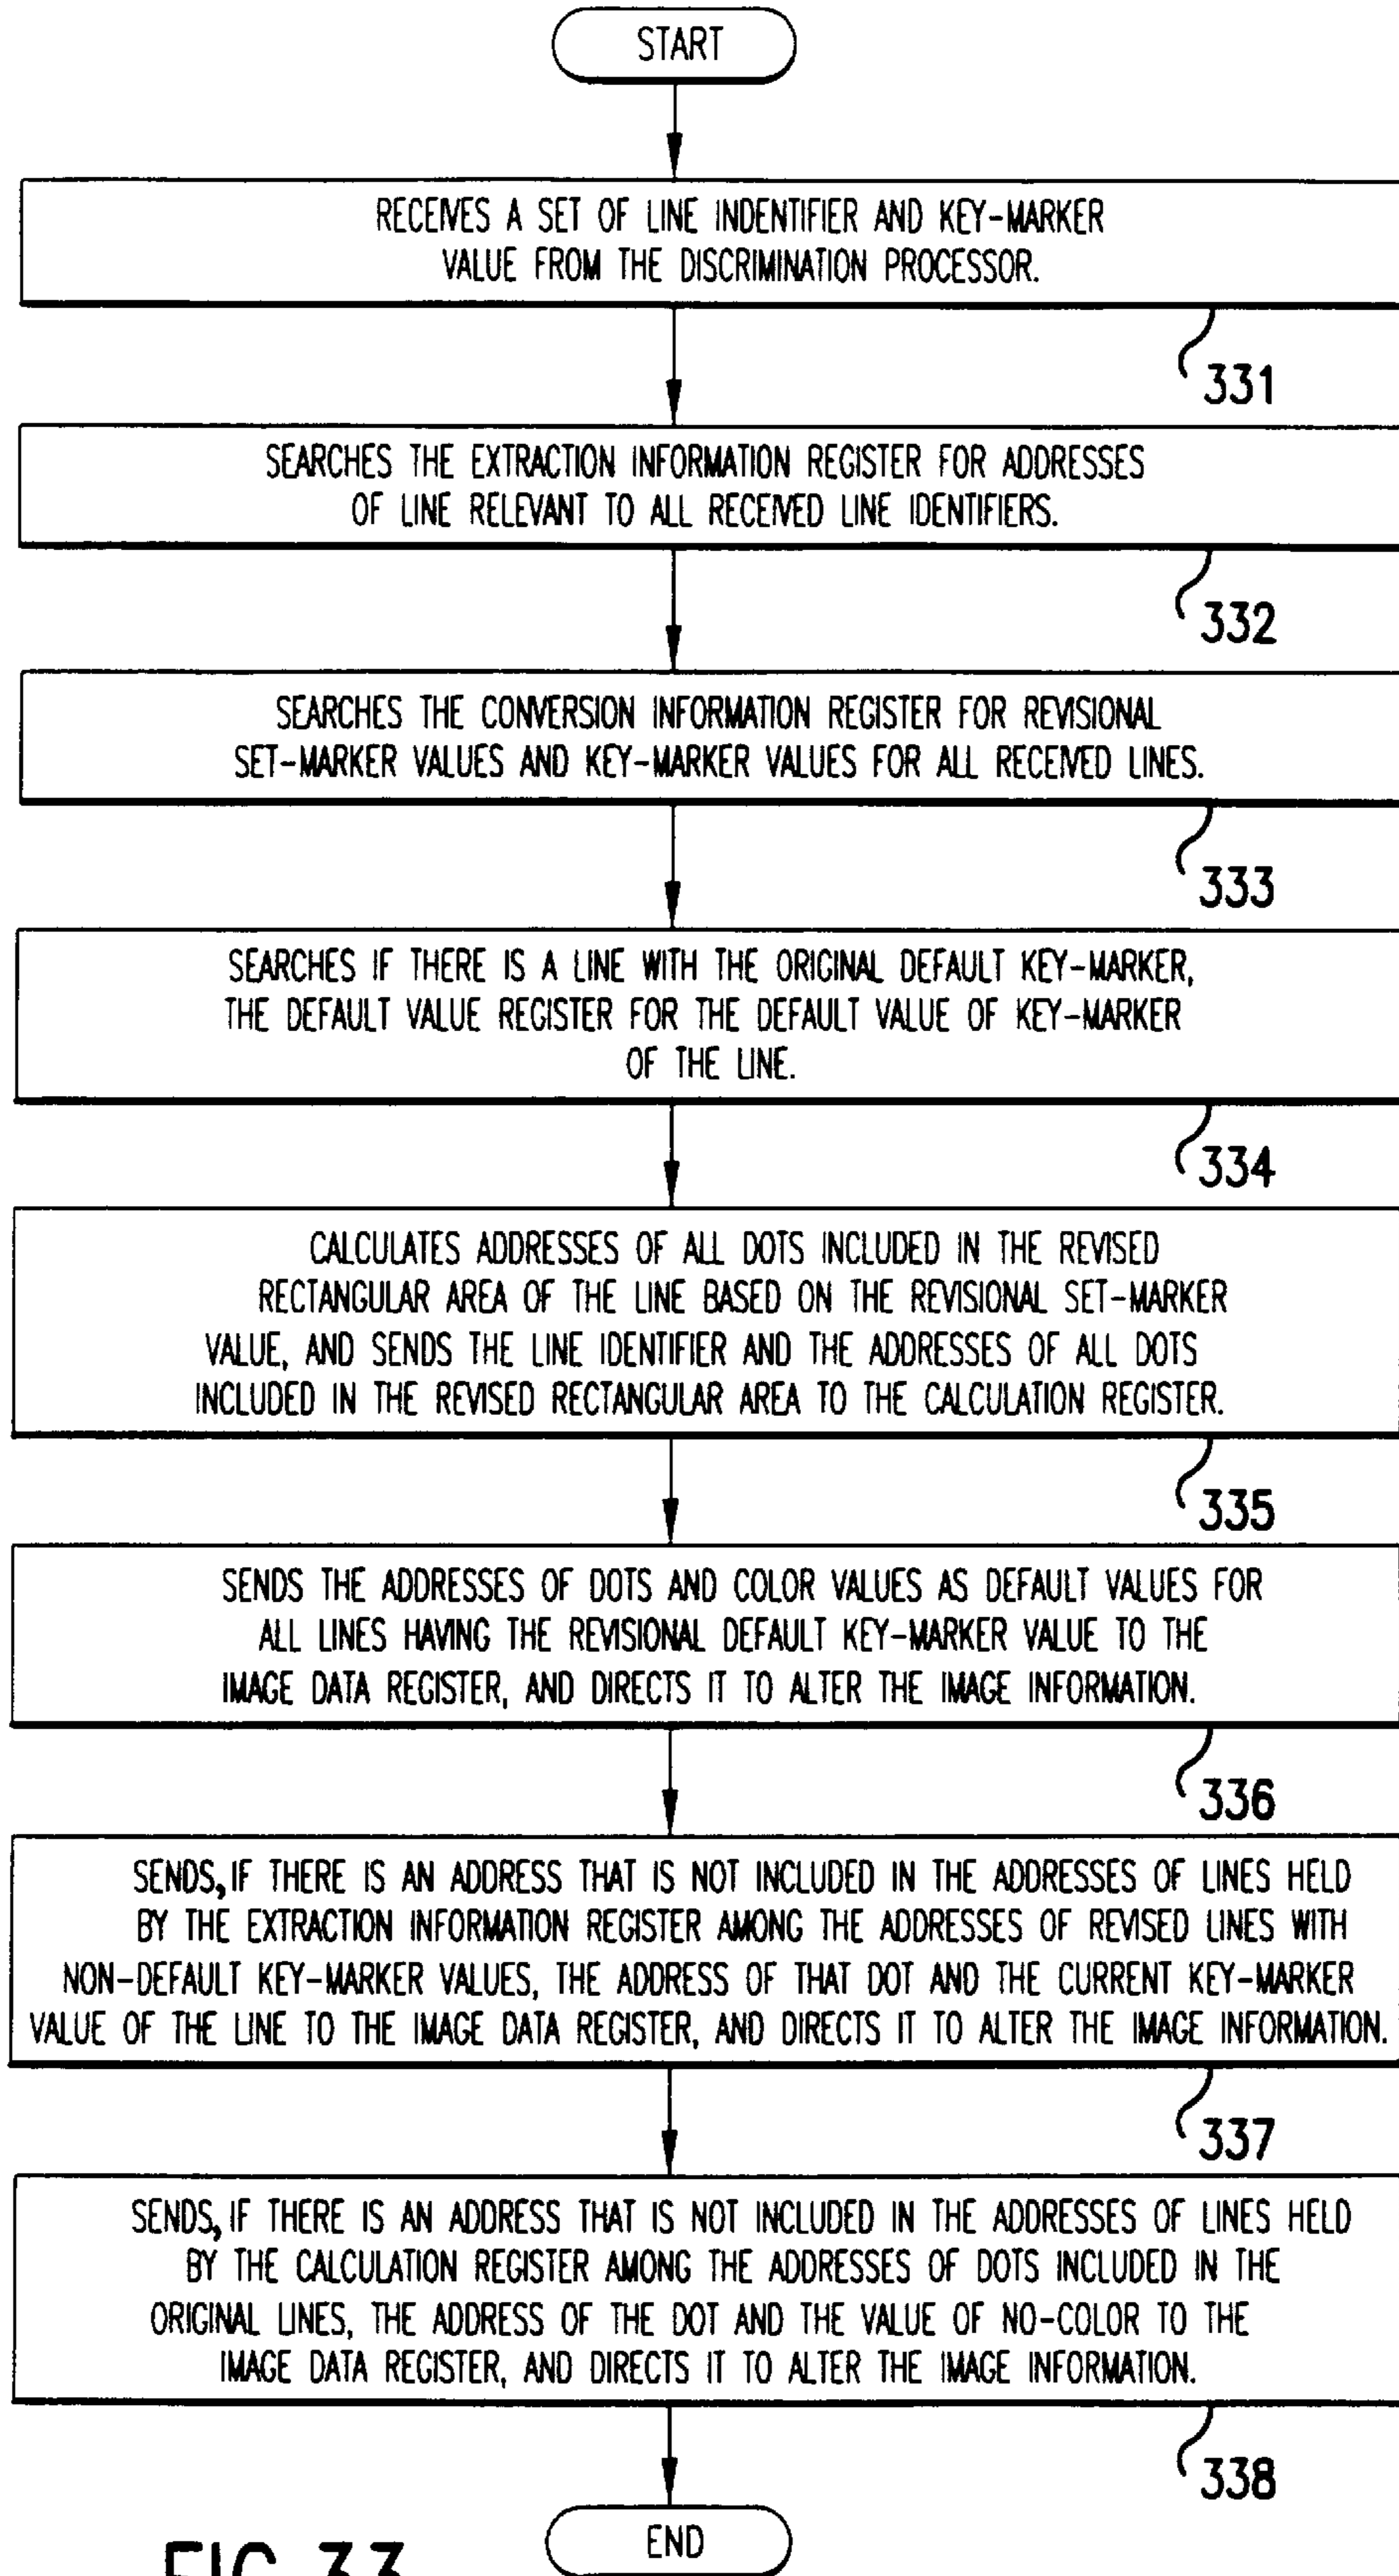 START
RECEIVES A SET OF LINE INDENTIFIER AND KEY-MARKER
VALUE FROM THE DISCRIMINATION PROCESSOR.
331
SEARCHES THE EXTRACTION INFORMATION REGISTER FOR ADDRESSES
OF LINE RELEVANT TO ALL RECEIVED LINE IDENTIFIERS.
332
SEARCHES THE CONVERSION INFORMATION REGISTER FOR REVISIONAL
SET-MARKER VALUES AND KEY-MARKER VALUES FOR ALL RECEIVED LINES.
333
SEARCHES IF THERE IS A LINE WITH THE ORIGINAL DEFAULT KEY-MARKER,
THE DEFAULT VALUE REGISTER FOR THE DEFAULT VALUE OF KEY-MARKER
OF THE LINE.
334
CALCULATES ADDRESSES OF ALL DOTS INCLUDED IN THE REVISED
RECTANGULAR AREA OF THE LINE BASED ON THE REVISIONAL SET-MARKER
VALUE, AND SENDS THE LINE IDENTIFIER AND THE ADDRESSES OF ALL DOTS
INCLUDED IN THE REVISED RECTANGULAR AREA TO THE CALCULATION REGISTER.
335
SENDS THE ADDRESSES OF DOTS AND COLOR VALUES AS DEFAULT VALUES FOR
ALL LINES HAVING THE REVISIONAL DEFAULT KEY-MARKER VALUE TO THE
IMAGE DATA REGISTER, AND DIRECTS IT TO ALTER THE IMAGE INFORMATION.
336
SENDS, IF THERE IS AN ADDRESS THAT IS NOT INCLUDED IN THE ADDRESSES OF LINES HELD
BY THE EXTRACTION INFORMATION REGISTER AMONG THE ADDRESSES OF REVISED LINES WITH
NON-DEFAULT KEY-MARKER VALUES, THE ADDRESS OF THAT DOT AND THE CURRENT KEY-MARKER
VALUE OF THE LINE TO THE IMAGE DATA REGISTER, AND DIRECTS IT TO ALTER THE IMAGE INFORMATION.
337
SENDS, IF THERE IS AN ADDRESS THAT IS NOT INCLUDED IN THE ADDRESSES OF LINES HELD
BY THE CALCULATION REGISTER AMONG THE ADDRESSES OF DOTS INCLUDED IN THE
ORIGINAL LINES, THE ADDRESS OF THE DOT AND THE VALUE OF NO-COLOR TO THE
IMAGE DATA REGISTER, AND DIRECTS IT TO ALTER THE IMAGE INFORMATION.
338
END
FIG.33